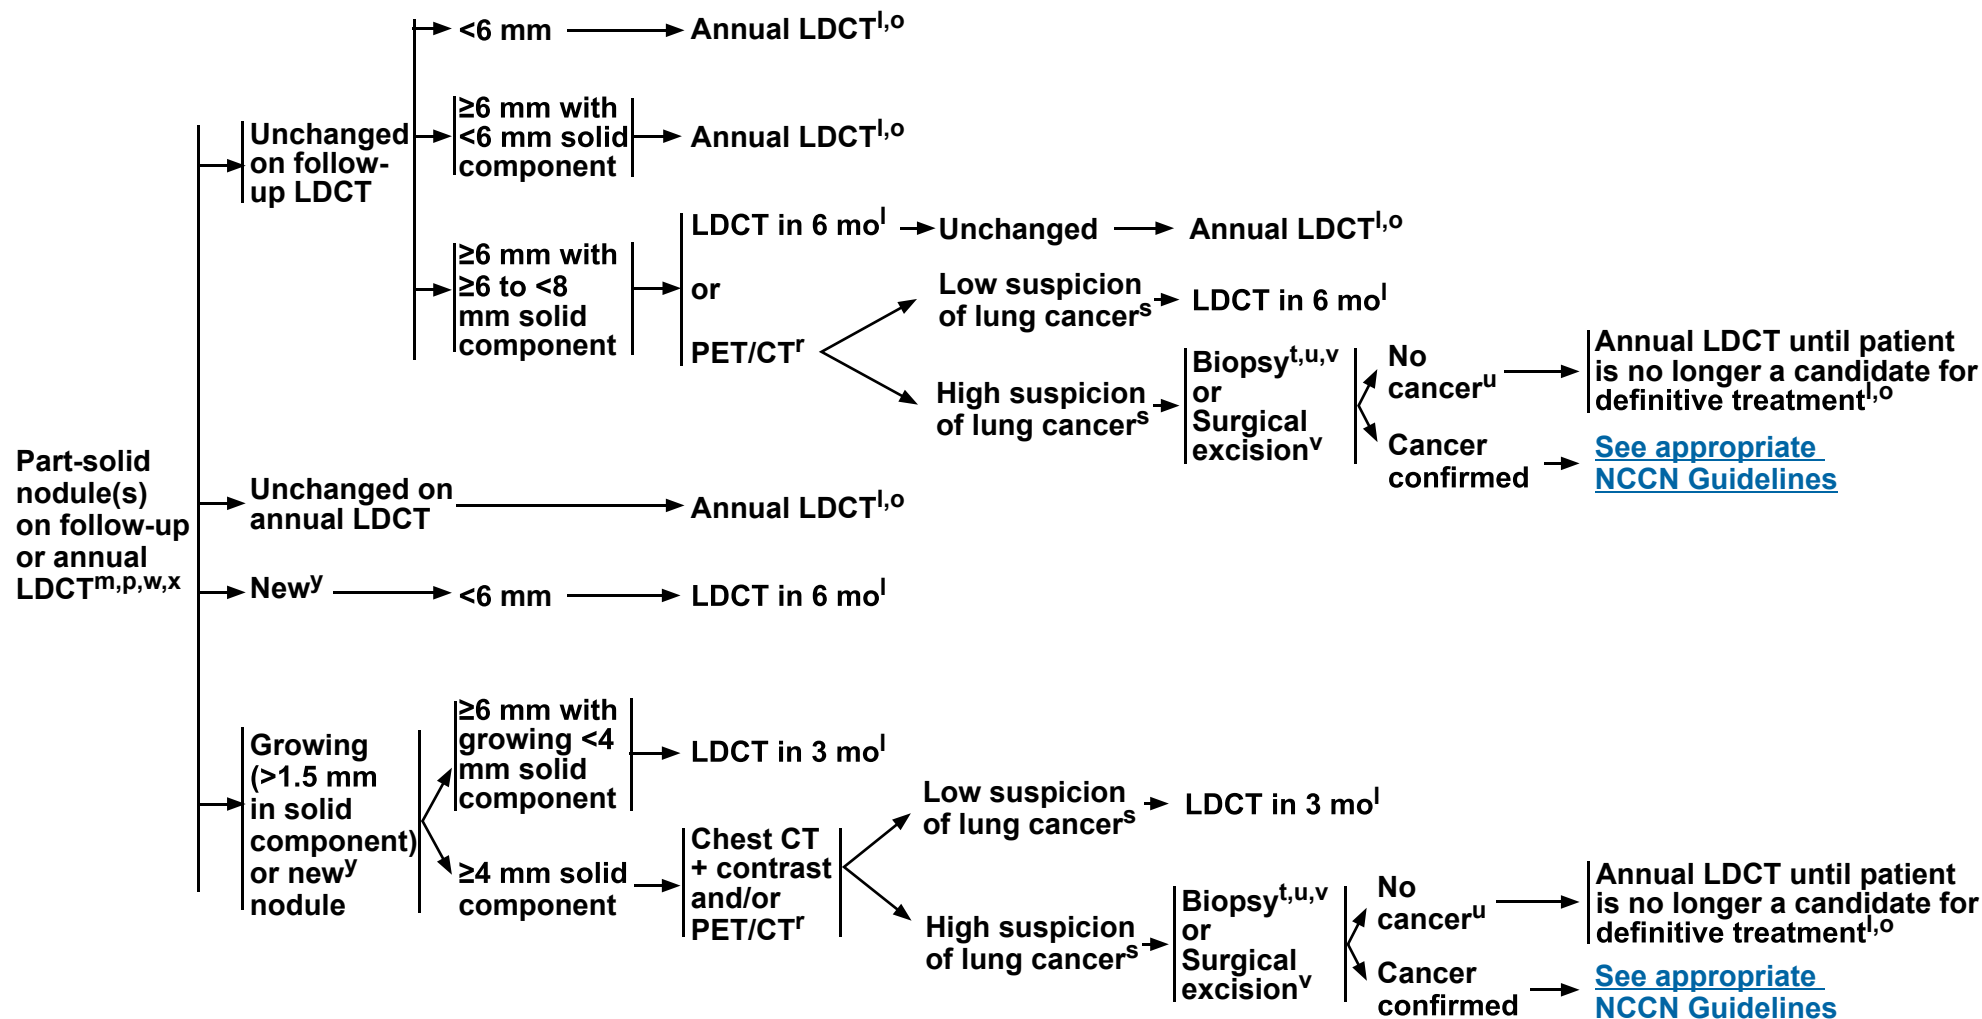 Part-solid
nodule(s)
on follow-up
or annual
LDCTm,p,w,x
Unchanged
on follow-
up LDCT
<6 mm
Annual LDCTl,o
≥6 mm with
<6 mm solid
component
Annual LDCTl,o
≥6 mm with
≥6 to <8
mm solid
component
LDCT in 6 mol
or
PET/CTr
Unchanged
Annual LDCTl,o
Low suspicion
of lung cancers
LDCT in 6 mol
High suspicion
of lung cancers
Biopsyt,u,v
or
Surgical
excisionv
No
canceru
Annual LDCT until patient
is no longer a candidate for
definitive treatmentl,o
Cancer
confirmed
See appropriate
NCCN Guidelines
Unchanged on
annual LDCT
Annual LDCTl,o
Newy
<6 mm
LDCT in 6 mol
Growing
(>1.5 mm
in solid
component)
or newy
nodule
≥6 mm with
growing <4
mm solid
component
LDCT in 3 mol
≥4 mm solid
component
Chest CT
+ contrast
and/or
PET/CTr
Low suspicion
of lung cancers
LDCT in 3 mol
High suspicion
of lung cancers
Biopsyt,u,v
or
Surgical
excisionv
No
canceru
Annual LDCT until patient
is no longer a candidate for
definitive treatmentl,o
Cancer
confirmed
See appropriate
NCCN Guidelines